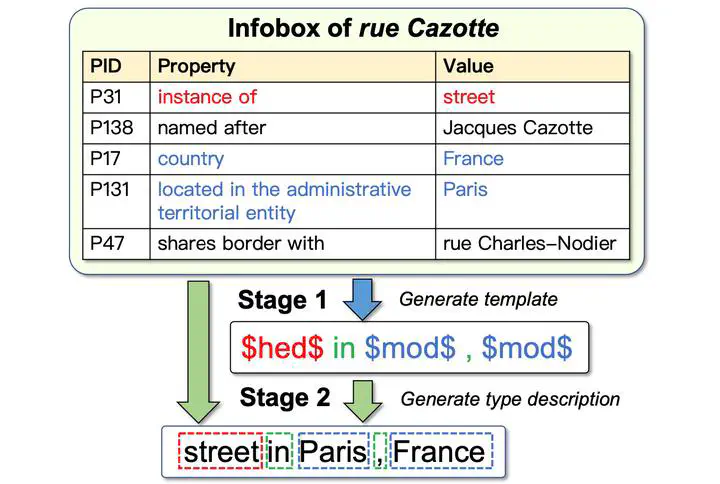 Infobox of rue Cazotte
PID Property Value
P31 instance of street
P138 named after Jacques Cazotte
P17 country France
P131 located in the administrative Paris
territorial entity
P47 shares border with rue Charles–Nodier
Stage 1 Generate template
$hed$ in $mod$ , $mod$
Stage 2 Generate type description
street in Paris , France